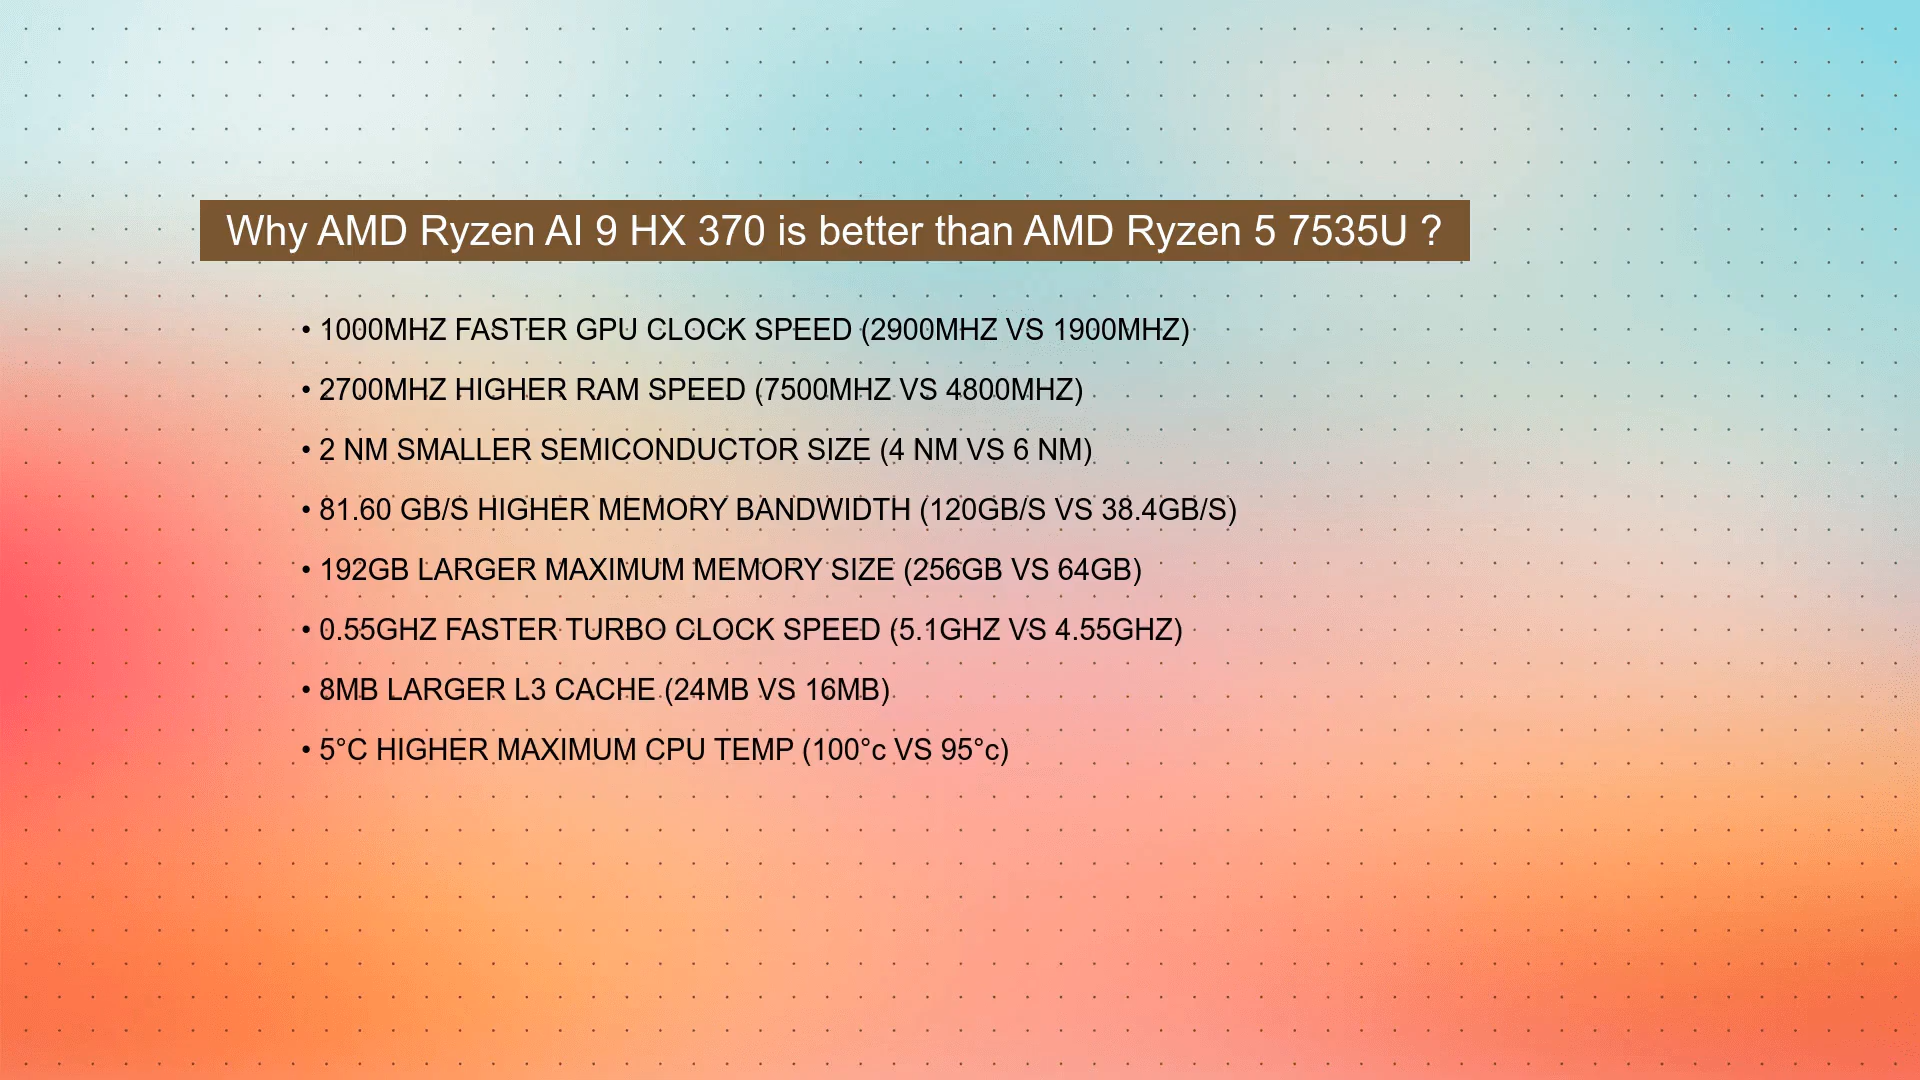 Why AMD Ryzen AI 9 HX 370 is better than AMD Ryzen 5 7535U ?
• 1000MHZ FASTER GPU CLOCK SPEED (2900MHZ VS 1900MHZ)
• 2700MHZ HIGHER RAM SPEED (7500MHZ VS 4800MHZ)
• 2 NM SMALLER SEMICONDUCTOR SIZE (4 NM VS 6 NM)
• 81.60 GB/S HIGHER MEMORY BANDWIDTH (120GB/S VS 38.4GB/S)
• 192GB LARGER MAXIMUM MEMORY SIZE (256GB VS 64GB)
• 0.55GHZ FASTER TURBO CLOCK SPEED (5.1GHZ VS 4.55GHZ)
• 8MB LARGER L3 CACHE (24MB VS 16MB)
• 5°C HIGHER MAXIMUM CPU TEMP (100°c VS 95°c)